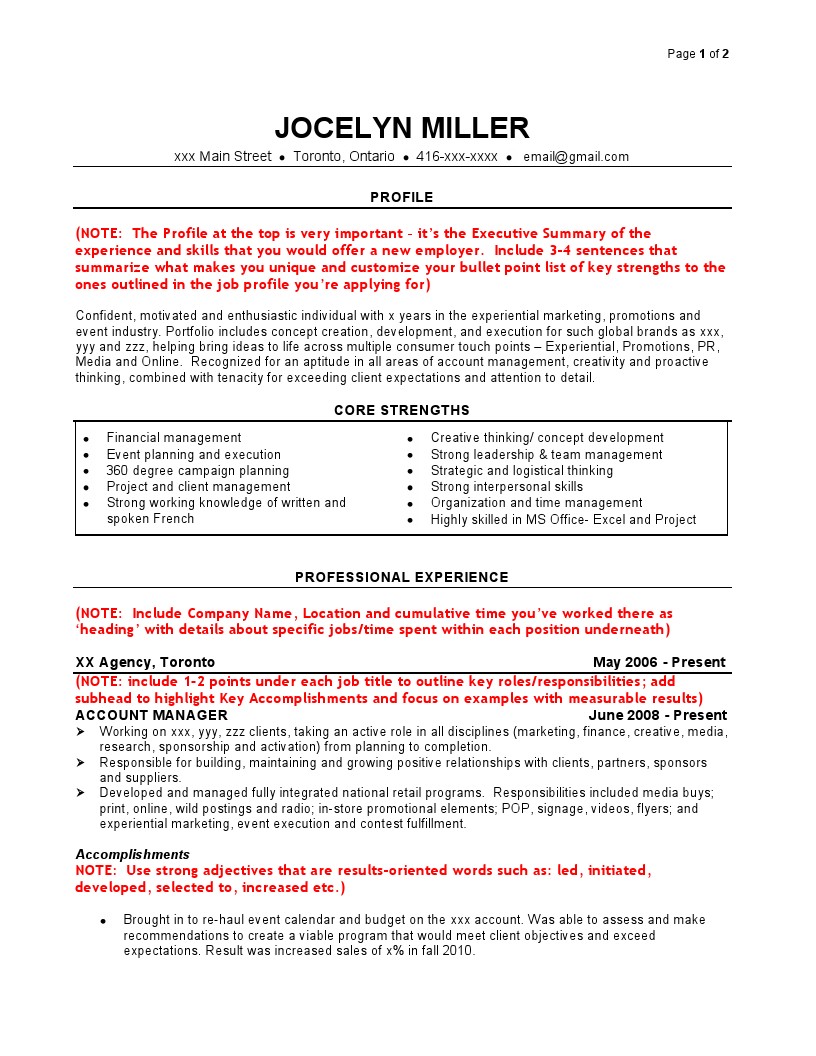 Page 1 of 2
JOCELYN MILLER
xxx Main Street • Toronto, Ontario • 416-xxx-xxxx • email@gmail.com
PROFILE
(NOTE: The Profile at the top is very important - it's the Executive Summary of the
experience and skills that you would offer a new employer. Include 3-4 sentences that
summarize what makes you unique and customize your bullet point list of key strengths to the
ones outlined in the job profile you're applying for)
Confident, motivated and enthusiastic individual with x years in the experiential marketing, promotions and
event industry. Portfolio includes concept creation, development, and execution for such global brands as xxx,
yyy and zzz, helping bring ideas to life across multiple consumer touch points – Experiential, Promotions, PR,
Media and Online. Recognized for an aptitude in all areas of account management, creativity and proactive
thinking, combined with tenacity for exceeding client expectations and attention to detail.
CORE STRENGTHS
• Financial management
• Event planning and execution
• 360 degree campaign planning
• Project and client management
• Strong working knowledge of written and
spoken French
• Creative thinking/ concept development
• Strong leadership & team management
• Strategic and logistical thinking
• Strong interpersonal skills
• Organization and time management
• Highly skilled in MS Office- Excel and Project
PROFESSIONAL EXPERIENCE
(NOTE: Include Company Name, Location and cumulative time you've worked there as
'heading' with details about specific jobs/time spent within each position underneath)
XX Agency, Toronto May 2006 - Present
(NOTE: include 1-2 points under each job title to outline key roles/responsibilities; add
subhead to highlight Key Accomplishments and focus on examples with measurable results)
ACCOUNT MANAGER June 2008 - Present
➢ Working on xxx, yyy, zzz clients, taking an active role in all disciplines (marketing, finance, creative, media,
research, sponsorship and activation) from planning to completion.
➢ Responsible for building, maintaining and growing positive relationships with clients, partners, sponsors
and suppliers.
➢ Developed and managed fully integrated national retail programs. Responsibilities included media buys;
print, online, wild postings and radio; in-store promotional elements; POP, signage, videos, flyers; and
experiential marketing, event execution and contest fulfillment.
Accomplishments
NOTE: Use strong adjectives that are results-oriented words such as: led, initiated,
developed, selected to, increased etc.)
• Brought in to re-haul event calendar and budget on the xxx account. Was able to assess and make
recommendations to create a viable program that would meet client objectives and exceed
expectations. Result was increased sales of x% in fall 2010.